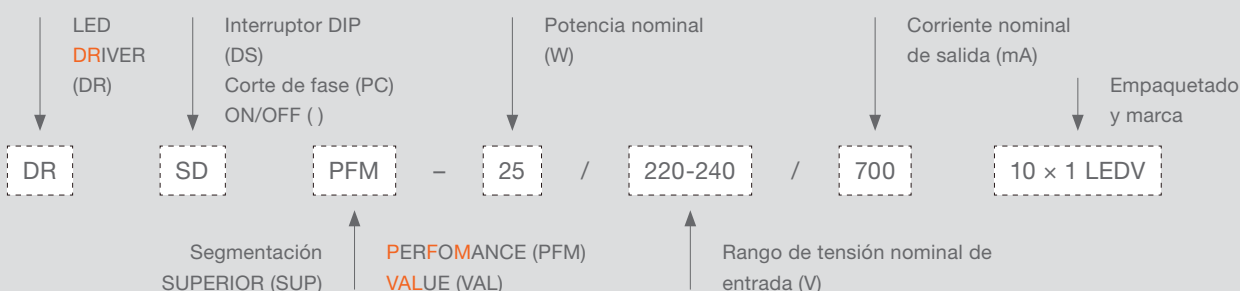 LED
DRIVER
(DR)
Interruptor DIP
(DS)
Corte de fase (PC)
ON/OFF ( )
Potencia nominal
(W)
Corriente nominal
de salida (mA)
Empaquetado
y marca
DR SD PFM – 25 / 220-240 / 700 10 × 1 LEDV
Segmentación
SUPERIOR (SUP)
PERFOMANCE (PFM)
VALUE (VAL)
Rango de tensión nominal de
entrada (V)